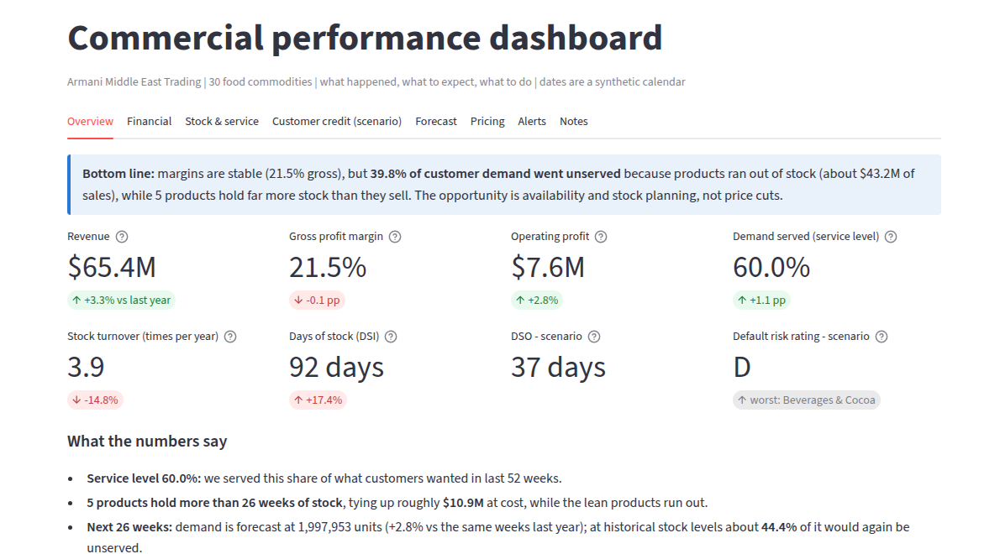 Commercial performance dashboard
Armani Middle East Trading | 30 food commodities | what happened, what to expect, what to do | dates are a synthetic calendar
Overview Financial Stock & service Customer credit (scenario) Forecast Pricing Alerts Notes
Bottom line: margins are stable (21.5% gross), but 39.8% of customer demand went unserved because products ran out of stock (about $43.2M of
sales), while 5 products hold far more stock than they sell. The opportunity is availability and stock planning, not price cuts.
Revenue Gross profit margin Operating profit Demand served (service level)
$65.4M 21.5% $7.6M 60.0%
↑ +3.3% vs last year ↓ -0.1 pp ↑ +2.8% ↑ +1.1 pp
Stock turnover (times per year) Days of stock (DSI) DSO - scenario Default risk rating - scenario
3.9 92 days 37 days D
↓ -14.8% ↑ +17.4% ↑ worst: Beverages & Cocoa
What the numbers say
• Service level 60.0%: we served this share of what customers wanted in last 52 weeks.
• 5 products hold more than 26 weeks of stock, tying up roughly $10.9M at cost, while the lean products run out.
• Next 26 weeks: demand is forecast at 1,997,953 units (+2.8% vs the same weeks last year); at historical stock levels about 44.4% of it would again be
unserved.